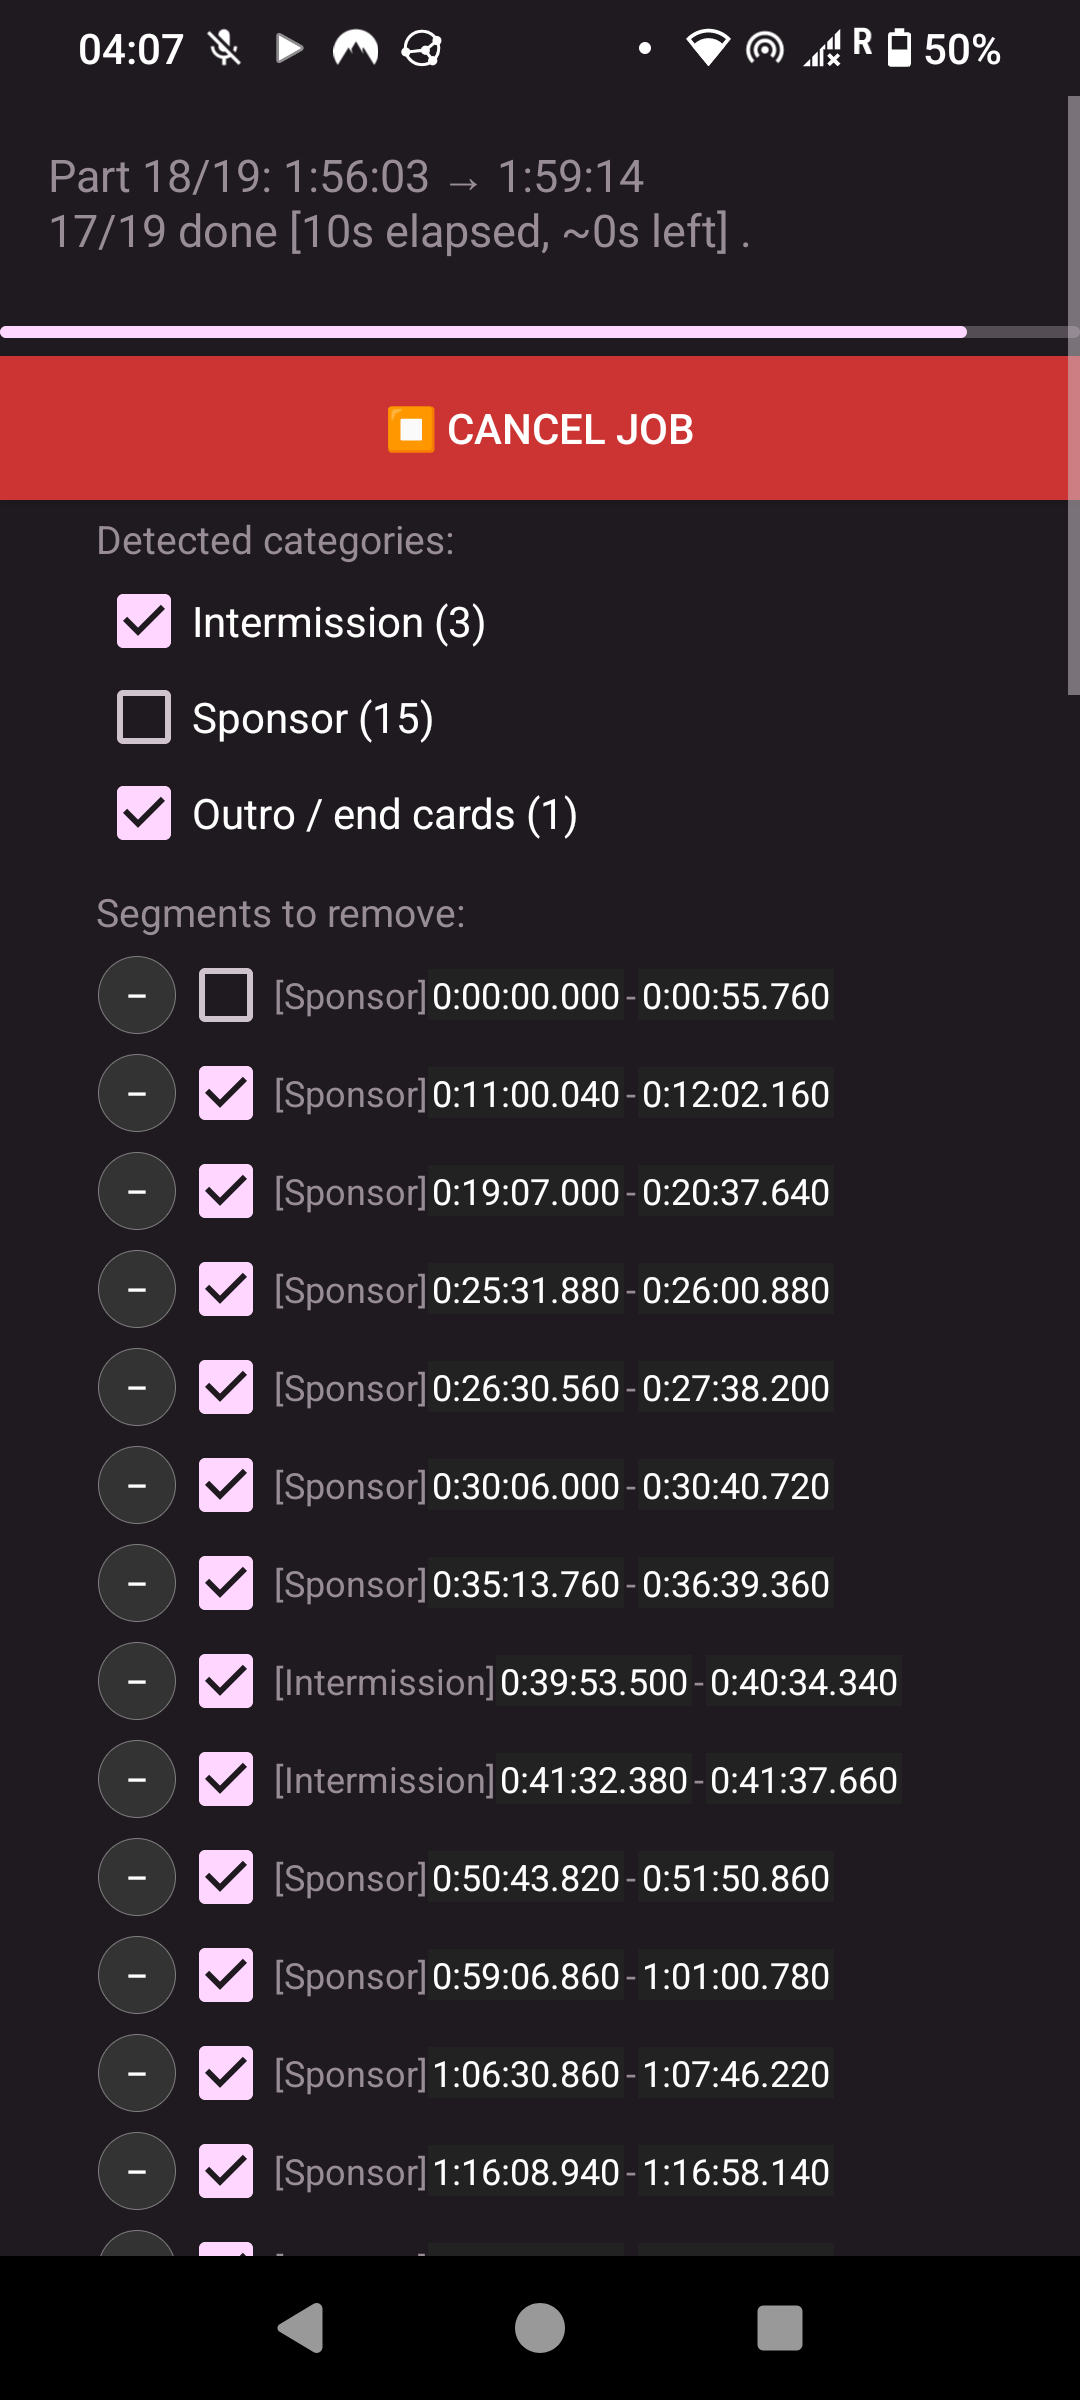 04:07 R 50%
Part 18/19: 1:56:03 → 1:59:14
17/19 done [10s elapsed, ~0s left] .
CANCEL JOB
Detected categories:
Intermission (3)
Sponsor (15)
Outro / end cards (1)
Segments to remove:
− [Sponsor] 0:00:00.000 - 0:00:55.760
− [Sponsor] 0:11:00.040 - 0:12:02.160
− [Sponsor] 0:19:07.000 - 0:20:37.640
− [Sponsor] 0:25:31.880 - 0:26:00.880
− [Sponsor] 0:26:30.560 - 0:27:38.200
− [Sponsor] 0:30:06.000 - 0:30:40.720
− [Sponsor] 0:35:13.760 - 0:36:39.360
− [Intermission] 0:39:53.500 - 0:40:34.340
− [Intermission] 0:41:32.380 - 0:41:37.660
− [Sponsor] 0:50:43.820 - 0:51:50.860
− [Sponsor] 0:59:06.860 - 1:01:00.780
− [Sponsor] 1:06:30.860 - 1:07:46.220
− [Sponsor] 1:16:08.940 - 1:16:58.140